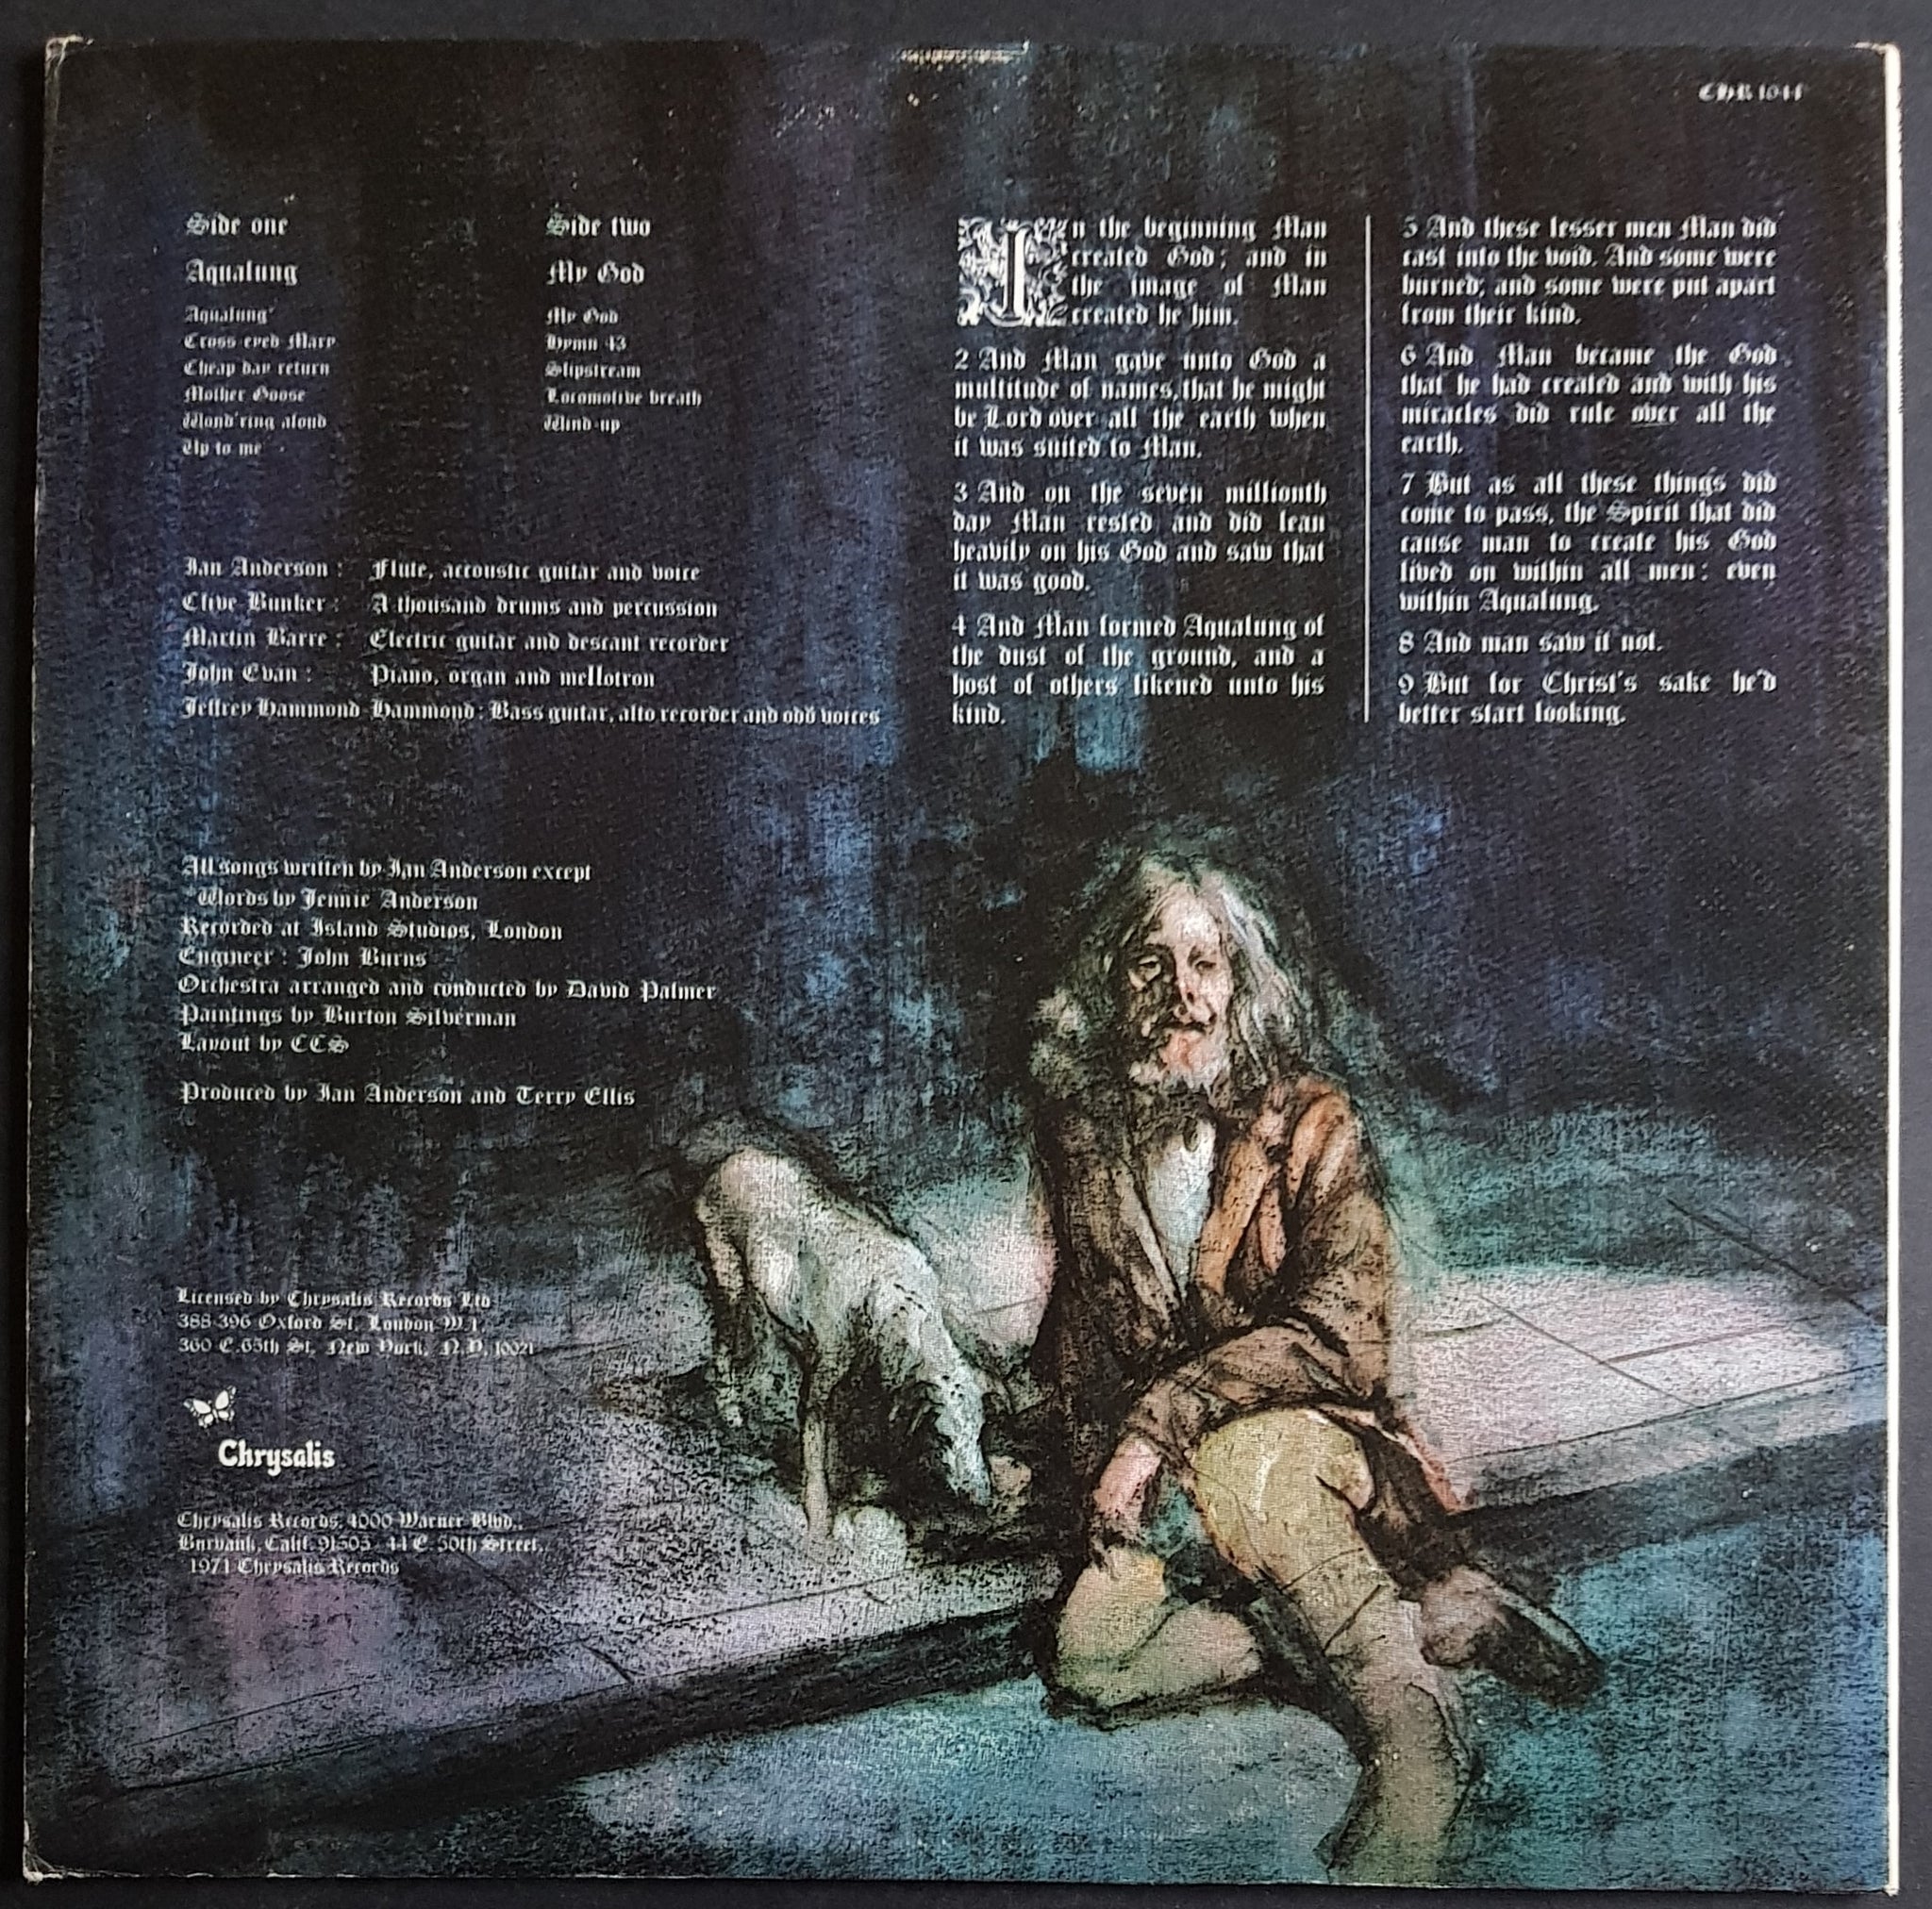 CHR 1044
Side one
Aqualung
Aqualung*
Cross eyed Mary
Cheap day return
Mother Goose
Wond'ring aloud
Up to me
Side two
My God
My God
Hymn 43
Slipstream
Locomotive breath
Wind-up
Ian Anderson : Flute, accoustic guitar and voice
Clive Bunker : A thousand drums and percussion
Martin Barre : Electric guitar and descant recorder
John Evan : Piano, organ and mellotron
Jeffrey Hammond-Hammond : Bass guitar, alto recorder and odd voices
All songs written by Ian Anderson except
*Words by Jennie Anderson
Recorded at Island Studios, London
Engineer : John Burns
Orchestra arranged and conducted by David Palmer
Paintings by Burton Silverman
Layout by CCS
Produced by Ian Anderson and Terry Ellis
Licensed by Chrysalis Records Ltd
388-396 Oxford St, London W.1
360 E.65th St, New York, N.Y. 10021
Chrysalis
Chrysalis Records, 4000 Warner Blvd.,
Burbank, Calif. 91505 44 E. 50th Street,
1971 Chrysalis Records
In the beginning Man
created God; and in
the image of Man
created he him.
2 And Man gave unto God a
multitude of names, that he might
be Lord over all the earth when
it was suited to Man.
3 And on the seven millionth
day Man rested and did lean
heavily on his God and saw that
it was good.
4 And Man formed Aqualung of
the dust of the ground, and a
host of others likened unto his
kind.
5 And these lesser men Man did
cast into the void. And some were
burned; and some were put apart
from their kind.
6 And Man became the God
that he had created and with his
miracles did rule over all the
earth.
7 But as all these things did
come to pass, the Spirit that did
cause man to create his God
lived on within all men: even
within Aqualung.
8 And man saw it not.
9 But for Christ's sake he'd
better start looking.